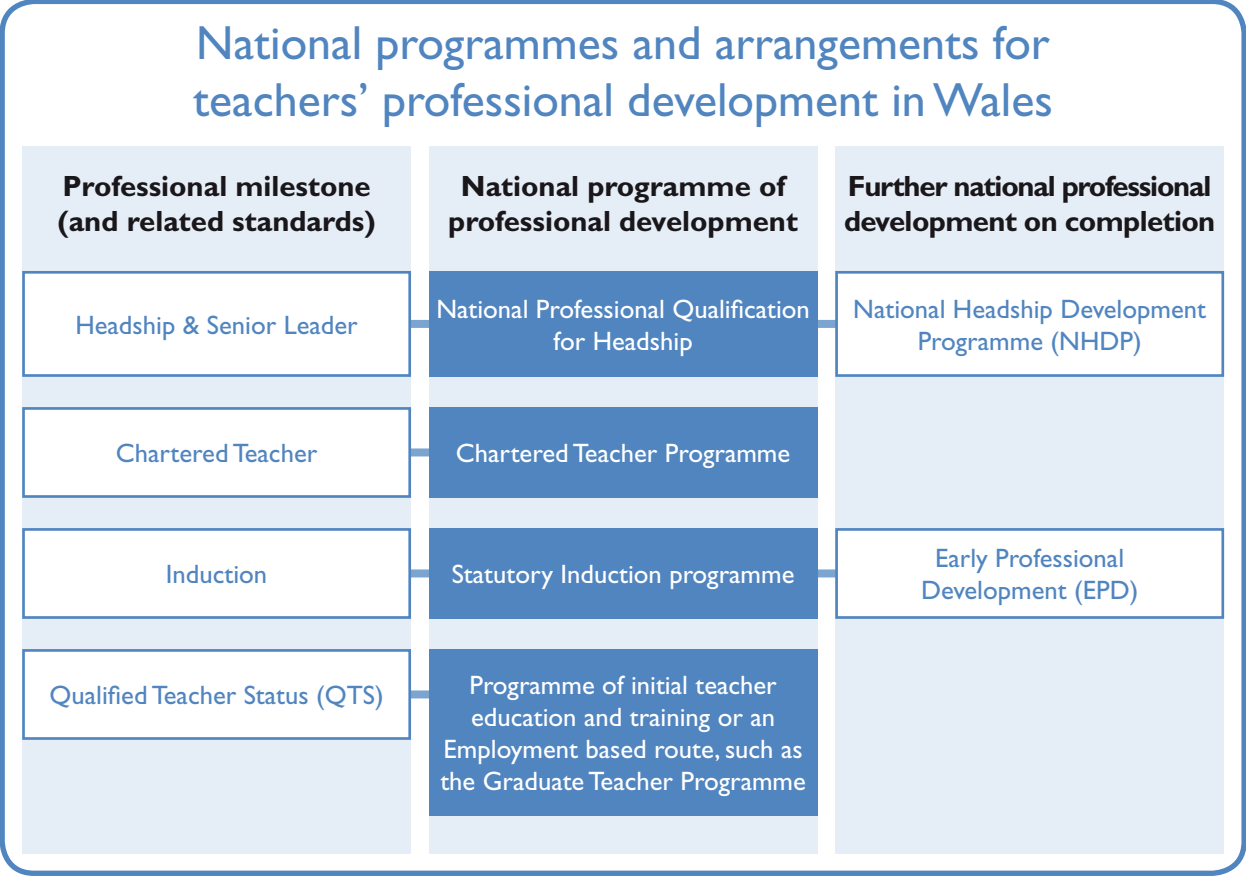 National programmes and arrangements for
teachers’ professional development in Wales
Professional milestone
(and related standards)
National programme of
professional development
Further national professional
development on completion
Headship & Senior Leader
National Professional Qualification
for Headship
National Headship Development
Programme (NHDP)
Chartered Teacher
Chartered Teacher Programme
Induction
Statutory Induction programme
Early Professional
Development (EPD)
Qualified Teacher Status (QTS)
Programme of initial teacher
education and training or an
Employment based route, such as
the Graduate Teacher Programme